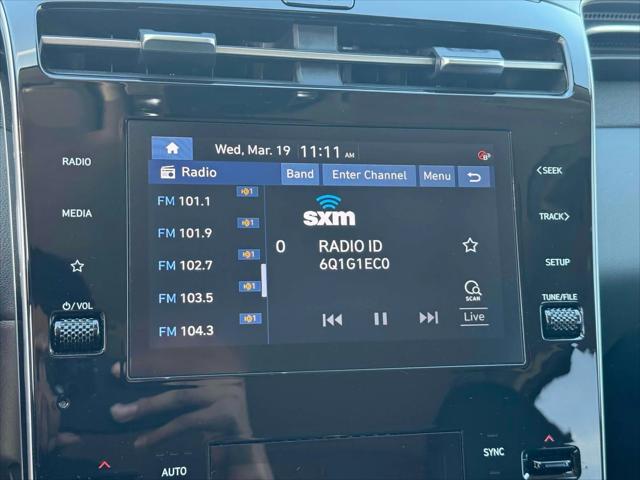 Wed, Mar. 19 11:11 AM
Radio Band Enter Channel Menu
FM 101.1
FM 101.9
FM 102.7
FM 103.5
FM 104.3
sxm
0 RADIO ID
6Q1G1EC0
SCAN
Live
RADIO
MEDIA
/VOL
SEEK
TRACK
SETUP
TUNE/FILE
AUTO
SYNC